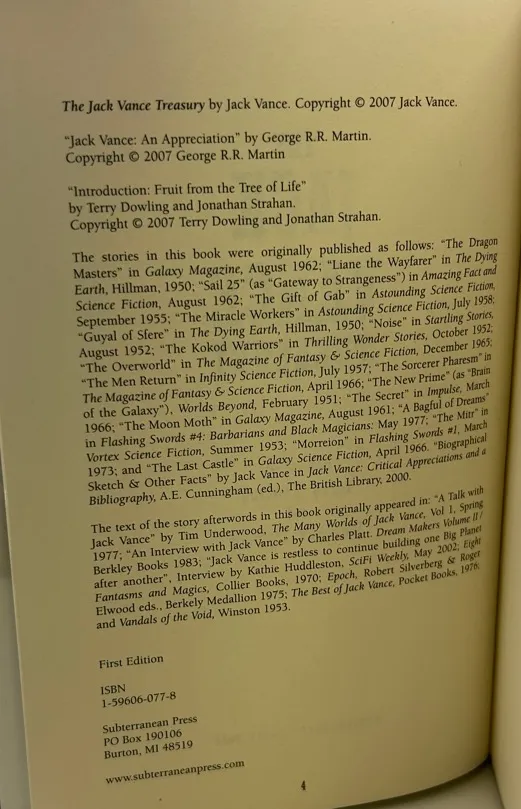 The Jack Vance Treasury by Jack Vance. Copyright © 2007 Jack Vance.
“Jack Vance: An Appreciation” by George R.R. Martin.
Copyright © 2007 George R.R. Martin
“Introduction: Fruit from the Tree of Life”
by Terry Dowling and Jonathan Strahan.
Copyright © 2007 Terry Dowling and Jonathan Strahan.
The stories in this book were originally published as follows: “The Dragon
Masters” in Galaxy Magazine, August 1962; “Liane the Wayfarer” in The Dying
Earth, Hillman, 1950; “Sail 25” (as “Gateway to Strangeness”) in Amazing Fact and
Science Fiction, August 1962; “The Gift of Gab” in Astounding Science Fiction,
September 1955; “The Miracle Workers” in Astounding Science Fiction, July 1958;
“Guyal of Sfere” in The Dying Earth, Hillman, 1950; “Noise” in Startling Stories,
August 1952; “The Kokod Warriors” in Thrilling Wonder Stories, October 1952;
“The Overworld” in The Magazine of Fantasy & Science Fiction, December 1965;
“The Men Return” in Infinity Science Fiction, July 1957; “The Sorcerer Pharesm” in
The Magazine of Fantasy & Science Fiction, April 1966; “The New Prime” (as “Brain
of the Galaxy”), Worlds Beyond, February 1951; “The Secret” in Impulse, March
1966; “The Moon Moth” in Galaxy Magazine, August 1961; “A Bagful of Dreams”
in Flashing Swords #4: Barbarians and Black Magicians: May 1977; “The Mitr” in
Vortex Science Fiction, Summer 1953; “Morreion” in Flashing Swords #1, March
1973; and “The Last Castle” in Galaxy Science Fiction, April 1966. “Biographical
Sketch & Other Facts” by Jack Vance in Jack Vance: Critical Appreciations and a
Bibliography, A.E. Cunningham (ed.), The British Library, 2000.
The text of the story afterwords in this book originally appeared in: “A Talk with
Jack Vance” by Tim Underwood, The Many Worlds of Jack Vance, Vol 1, Spring
1977; “An Interview with Jack Vance” by Charles Platt. Dream Makers Volume II /
Berkley Books 1983; “Jack Vance is restless to continue building one Big Planet
after another”, Interview by Kathie Huddleston, SciFi Weekly, May 2002; Eight
Fantasms and Magics, Collier Books, 1970; Epoch, Robert Silverberg & Roger
Elwood eds., Berkely Medallion 1975; The Best of Jack Vance, Pocket Books, 1976;
and Vandals of the Void, Winston 1953.
First Edition
ISBN
1-59606-077-8
Subterranean Press
PO Box 190106
Burton, MI 48519
www.subterraneanpress.com
4